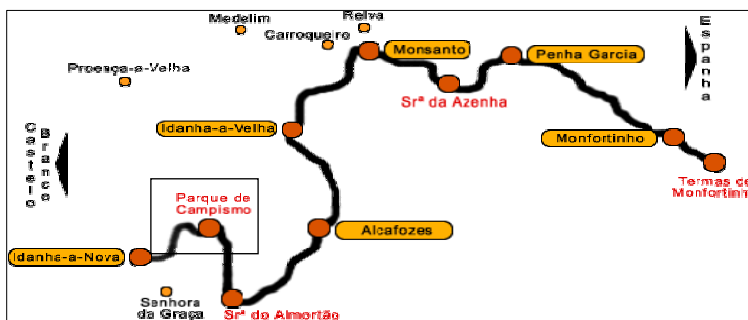 Medelim
Relva
Carroqueiro
Monsanto
Penha Garcia
Espanha
Proença-a-Velha
Srª da Azenha
Idanha-a-Velha
Monfortinho
Castelo
Branco
Termas de
Monfortinh
Parque de
Campismo
Alcafozes
Idanha-a-Nova
Senhora
da Graça
Srª do Almortão